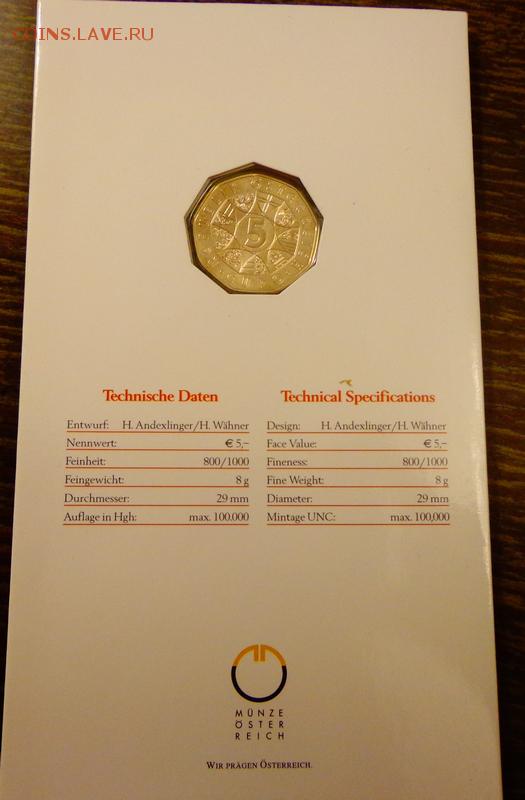 COINS.LAVE.RU
5
Technische Daten
Entwurf: H. Andexlinger/H. Wähner
Nennwert: € 5,–
Feinheit: 800/1000
Feingewicht: 8 g
Durchmesser: 29 mm
Auflage in Hgh: max. 100.000
Technical Specifications
Design: H. Andexlinger/H. Wähner
Face Value: € 5,–
Fineness: 800/1000
Fine Weight: 8 g
Diameter: 29 mm
Mintage UNC: max. 100,000
MÜNZE
ÖSTER
REICH
WIR PRÄGEN ÖSTERREICH.